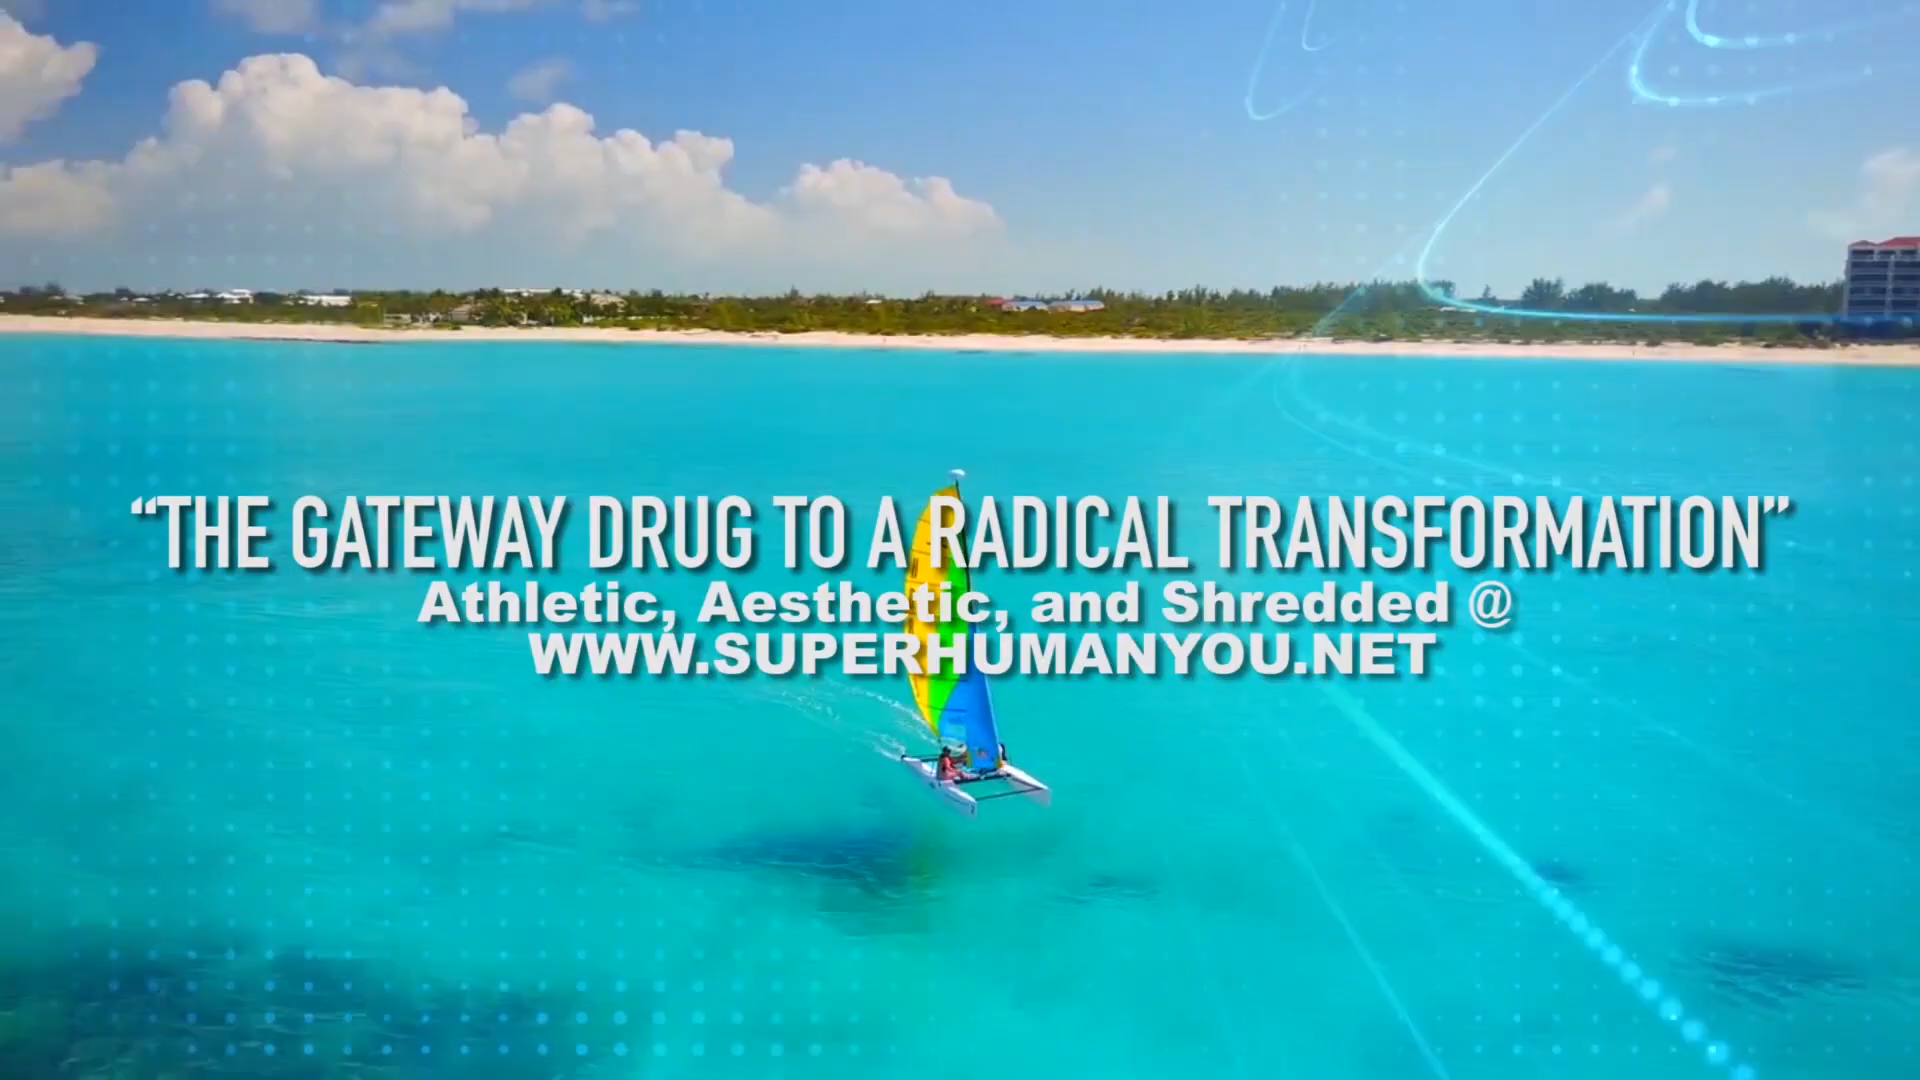 “THE GATEWAY DRUG TO A RADICAL TRANSFORMATION”
Athletic, Aesthetic, and Shredded @
WWW.SUPERHUMANYOU.NET